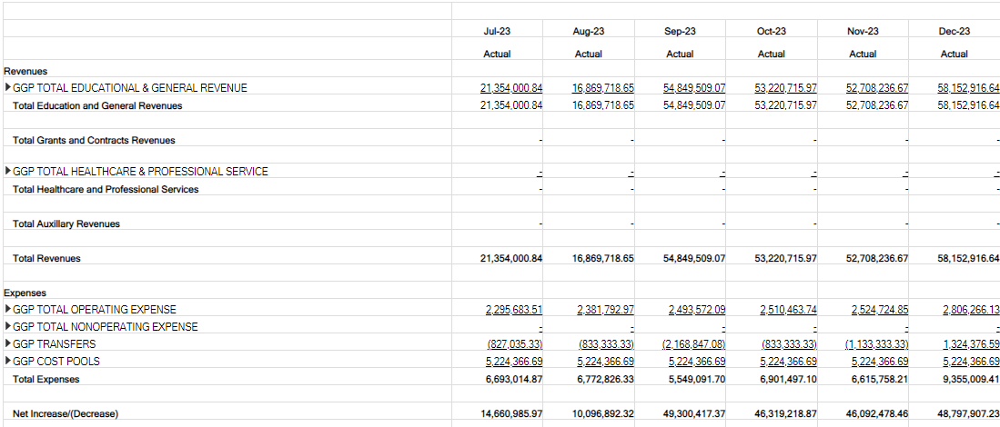 Jul-23 Aug-23 Sep-23 Oct-23 Nov-23 Dec-23
Actual Actual Actual Actual Actual Actual
Revenues
GGP TOTAL EDUCATIONAL & GENERAL REVENUE 21,354,000.84 16,869,718.65 54,849,509.07 53,220,715.97 52,708,236.67 58,152,916.64
Total Education and General Revenues 21,354,000.84 16,869,718.65 54,849,509.07 53,220,715.97 52,708,236.67 58,152,916.64
Total Grants and Contracts Revenues - - - - - -
GGP TOTAL HEALTHCARE & PROFESSIONAL SERVICE - - - - - -
Total Healthcare and Professional Services - - - - - -
Total Auxillary Revenues - - - - - -
Total Revenues 21,354,000.84 16,869,718.65 54,849,509.07 53,220,715.97 52,708,236.67 58,152,916.64
Expenses
GGP TOTAL OPERATING EXPENSE 2,295,683.51 2,381,792.97 2,493,572.09 2,510,463.74 2,524,724.85 2,806,266.13
GGP TOTAL NONOPERATING EXPENSE - - - - - -
GGP TRANSFERS (827,035.33) (833,333.33) (2,168,847.08) (833,333.33) (1,133,333.33) 1,324,376.59
GGP COST POOLS 5,224,366.69 5,224,366.69 5,224,366.69 5,224,366.69 5,224,366.69 5,224,366.69
Total Expenses 6,693,014.87 6,772,826.33 5,549,091.70 6,901,497.10 6,615,758.21 9,355,009.41
Net Increase/(Decrease) 14,660,985.97 10,096,892.32 49,300,417.37 46,319,218.87 46,092,478.46 48,797,907.23